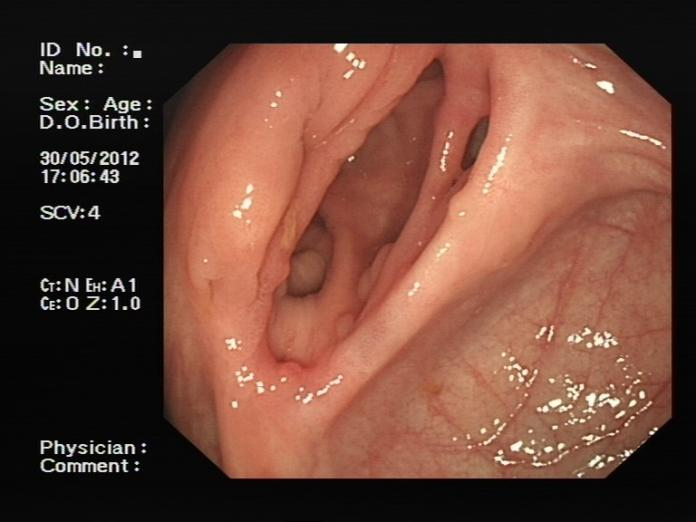 ID No. :
Name:
Sex: Age:
D.O.Birth:
30/05/2012
17:06:43
SCV:4
CT:N EH:A1
CE:0 Z:1.0
Physician:
Comment: